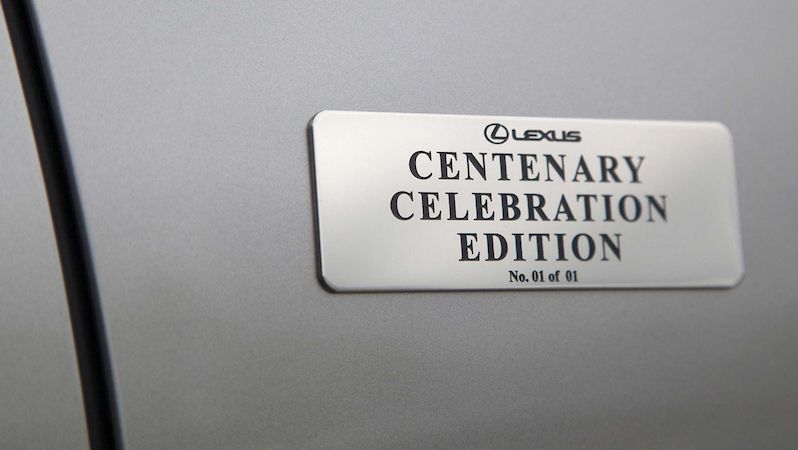 LEXUS
CENTENARY
CELEBRATION
EDITION
No. 01 of 01